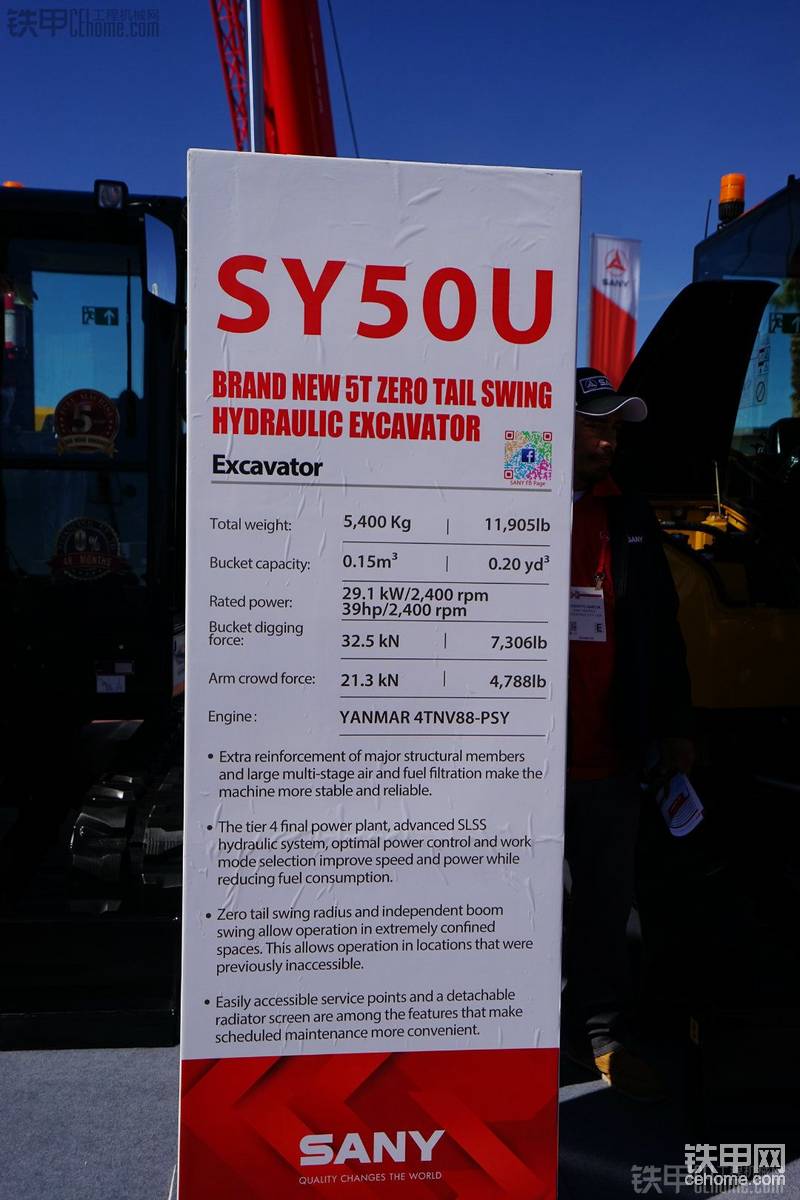 铁甲CE工程机械网
CEhome.com
SY50U
SANY
BRAND NEW 5T ZERO TAIL SWING
HYDRAULIC EXCAVATOR
SANY FB Page
Excavator
Total weight: 5,400 Kg | 11,905lb
Bucket capacity: 0.15m³ | 0.20 yd³
Rated power: 29.1 kW/2,400 rpm
39hp/2,400 rpm
Bucket digging
force: 32.5 kN | 7,306lb
Arm crowd force: 21.3 kN | 4,788lb
Engine: YANMAR 4TNV88-PSY
• Extra reinforcement of major structural members
and large multi-stage air and fuel filtration make the
machine more stable and reliable.
• The tier 4 final power plant, advanced SLSS
hydraulic system, optimal power control and work
mode selection improve speed and power while
reducing fuel consumption.
• Zero tail swing radius and independent boom
swing allow operation in extremely confined
spaces. This allows operation in locations that were
previously inaccessible.
• Easily accessible service points and a detachable
radiator screen are among the features that make
scheduled maintenance more convenient.
SANY
QUALITY CHANGES THE WORLD
5
0%
SANY
E
铁甲网
cehome.com